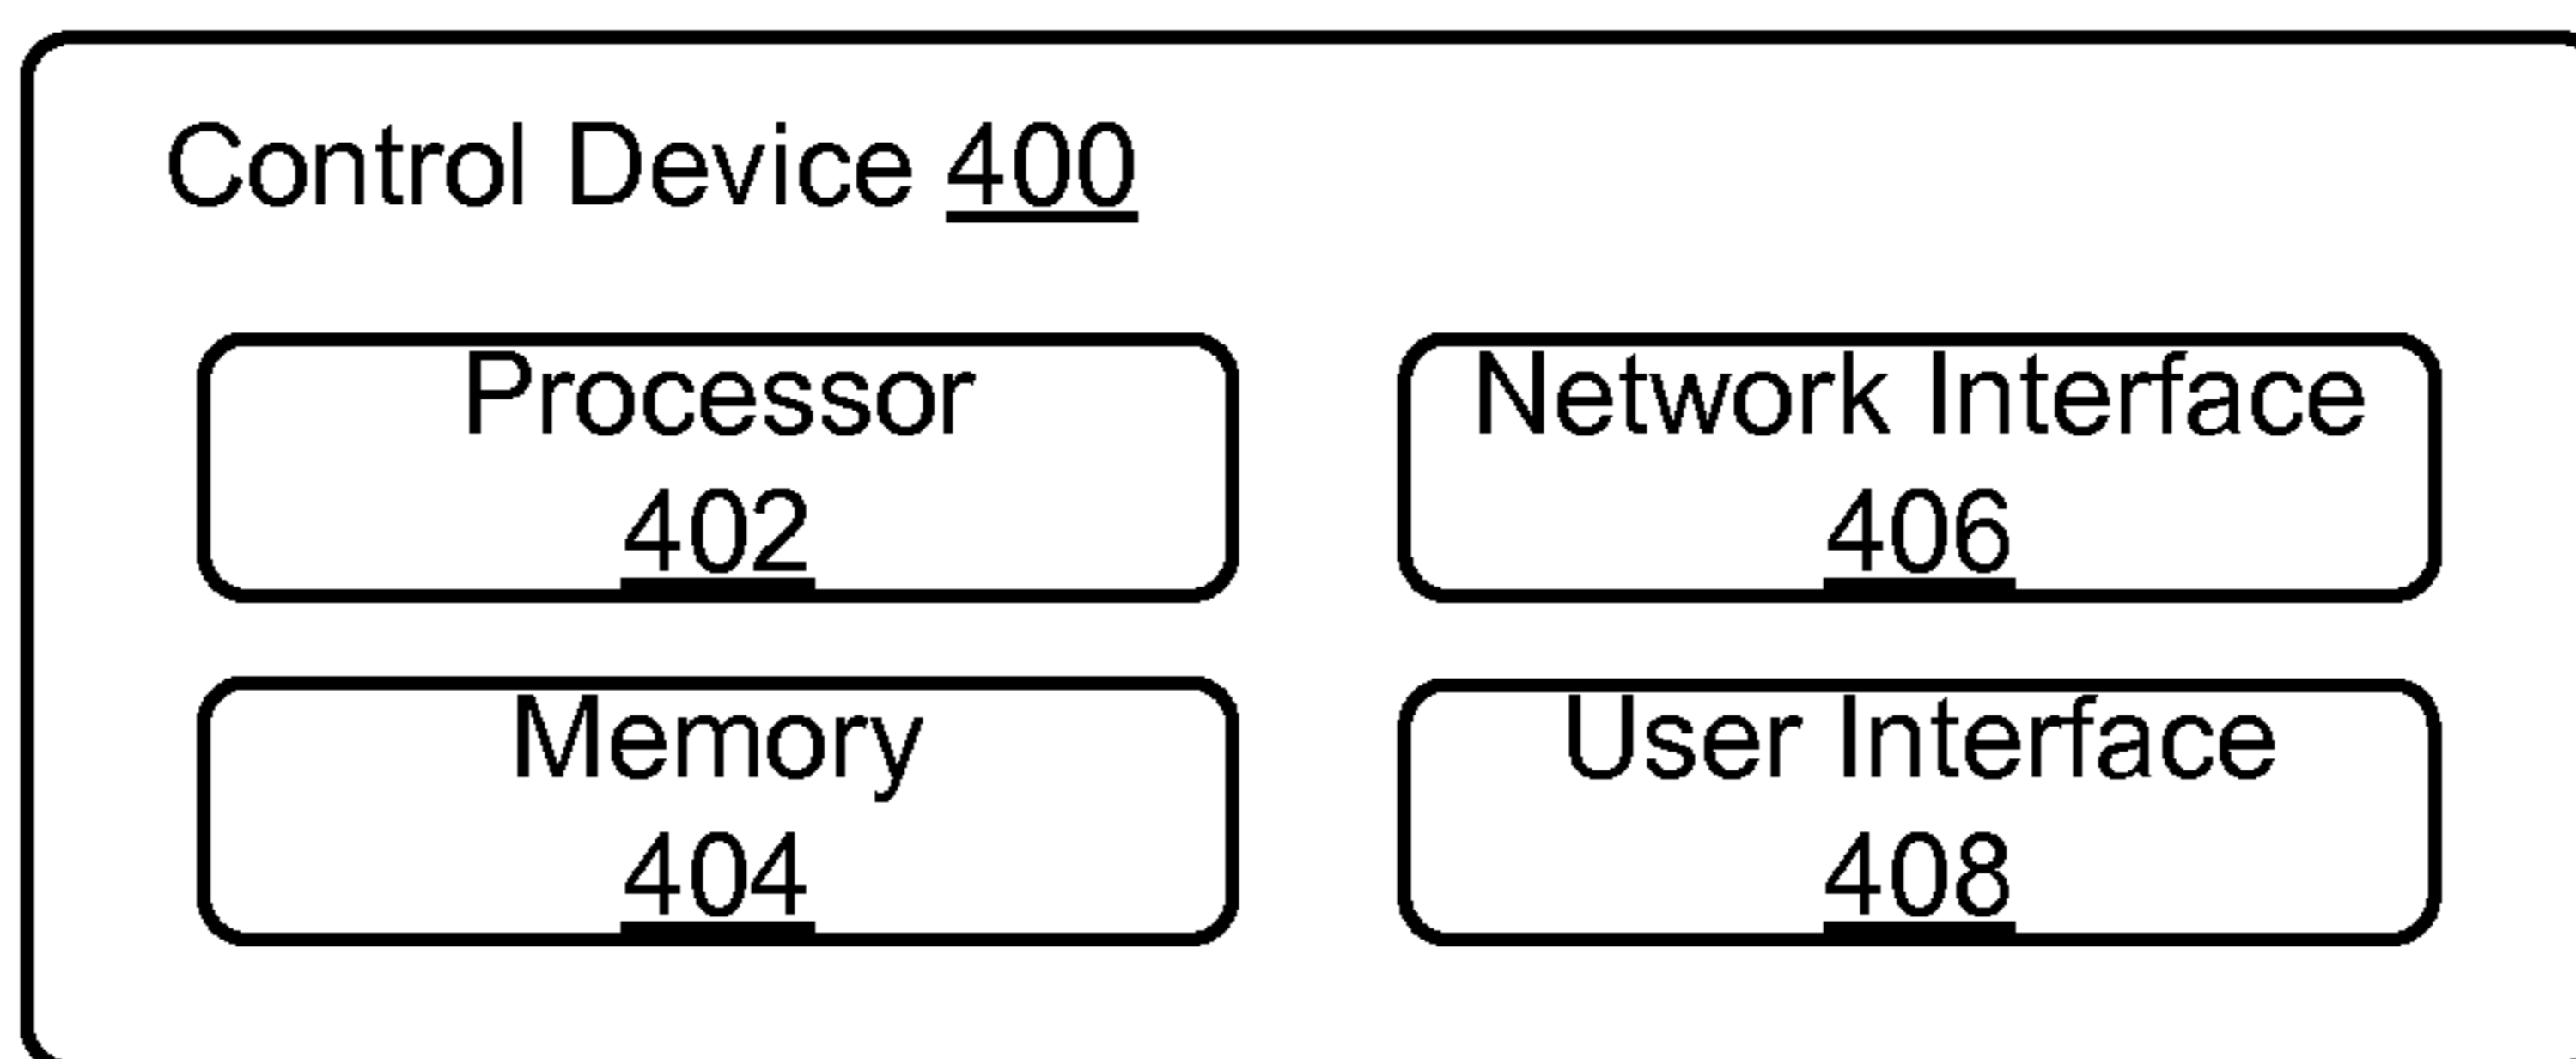 Control Device 400
Processor
402
Network Interface
406
Memory
404
User Interface
408